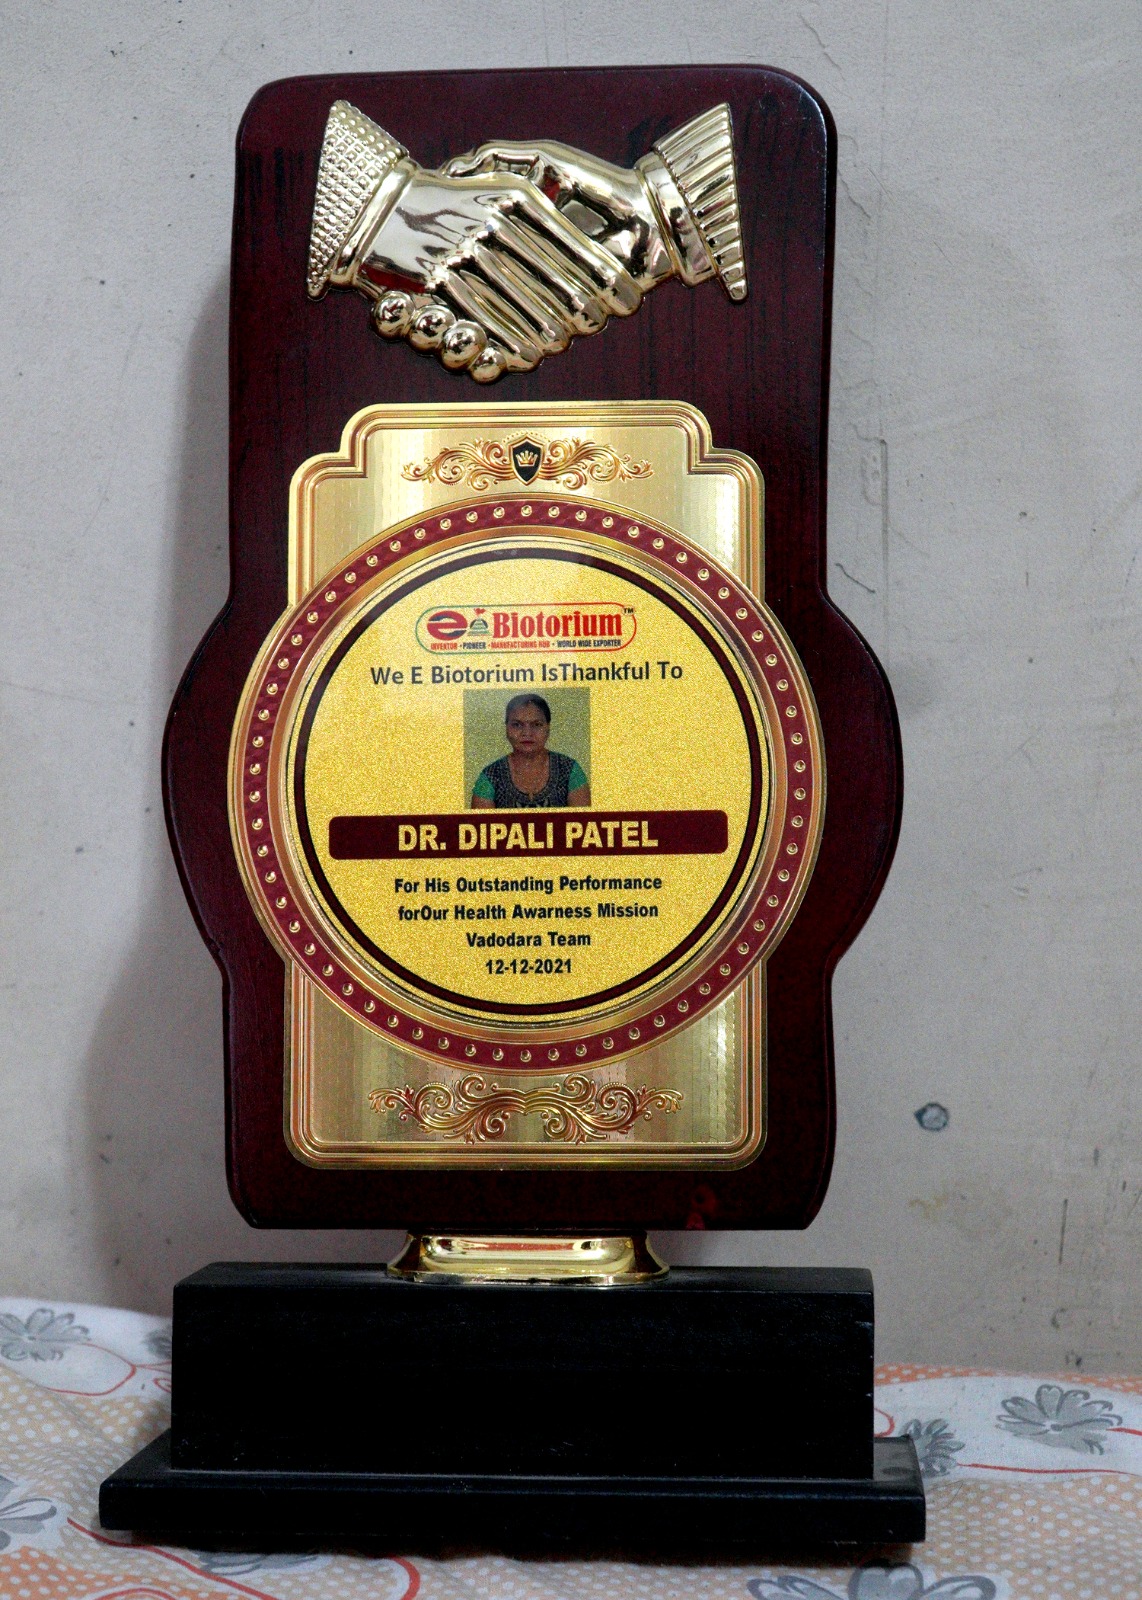 e Biotorium™
INVENTOR • PIONEER • MANUFACTURING HUB • WORLD WIDE EXPORTER
We E Biotorium IsThankful To
DR. DIPALI PATEL
For His Outstanding Performance
forOur Health Awarness Mission
Vadodara Team
12-12-2021